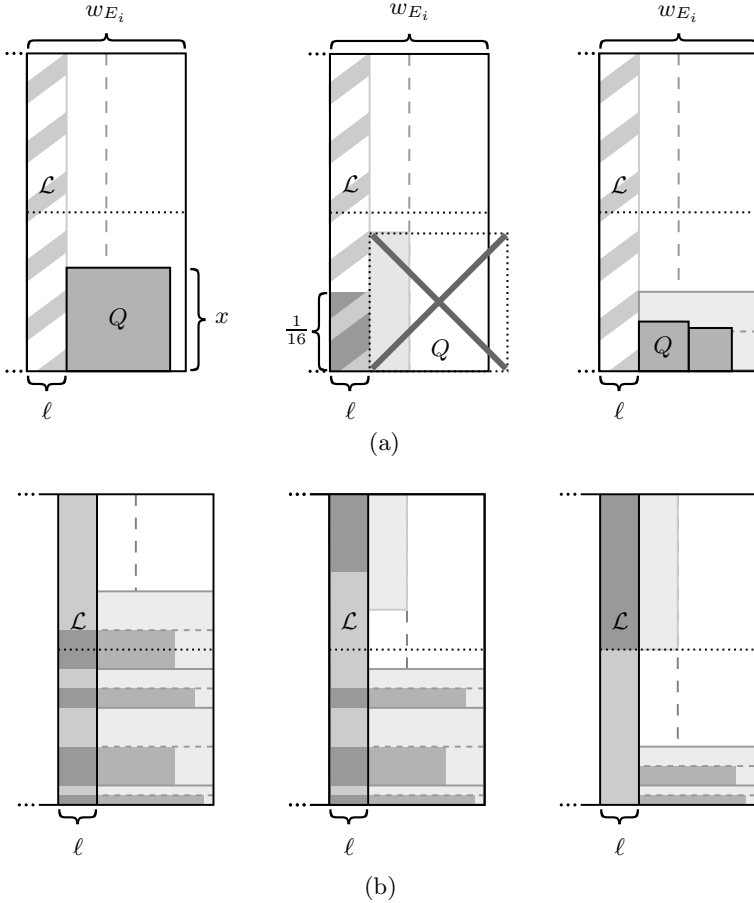 w_{E_i} w_{E_i} w_{E_i}
ℒ ℒ ℒ
Q x 1/16 Q Q
ℓ ℓ ℓ
(a)
ℒ ℒ ℒ
ℓ ℓ ℓ
(b)